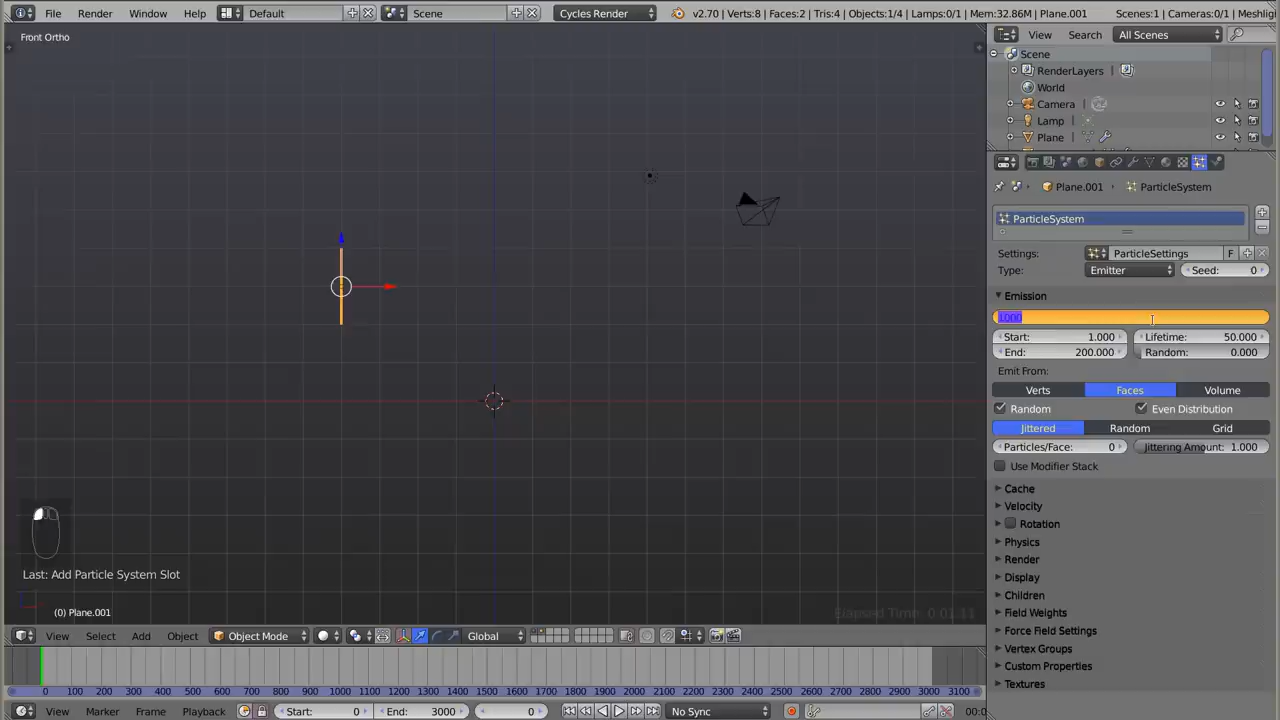 File Render Window Help Default Scene Cycles Render v2.70 | Verts:8 | Faces:2 | Tris:4 | Objects:1/4 | Lamps:0/1 | Mem:32.86M | Plane.001 Scenes:1 | Cameras:0/1 | Meshlig
Front Ortho
View Search All Scenes
Scene
RenderLayers
World
Camera
Lamp
Plane
Plane.001 ParticleSystem
ParticleSystem
Settings: ParticleSettings F
Type: Emitter Seed: 0
Emission
1000
Start: 1.000 Lifetime: 50.000
End: 200.000 Random: 0.000
Emit From:
Verts Faces Volume
Random Even Distribution
Jittered Random Grid
Particles/Face: 0 Jittering Amount: 1.000
Use Modifier Stack
Cache
Velocity
Rotation
Physics
Render
Display
Children
Field Weights
Force Field Settings
Vertex Groups
Custom Properties
Textures
Last: Add Particle System Slot
(0) Plane.001
Elapsed Time: 0:01:11
View Select Add Object Object Mode Global
0 100 200 300 400 500 600 700 800 900 1000 1100 1200 1300 1400 1500 1600 1700 1800 1900 2000 2100 2200 2300 2400 2500 2600 2700 2800 2900 3000 3100
View Marker Frame Playback Start: 0 End: 3000 0 No Sync 00:0